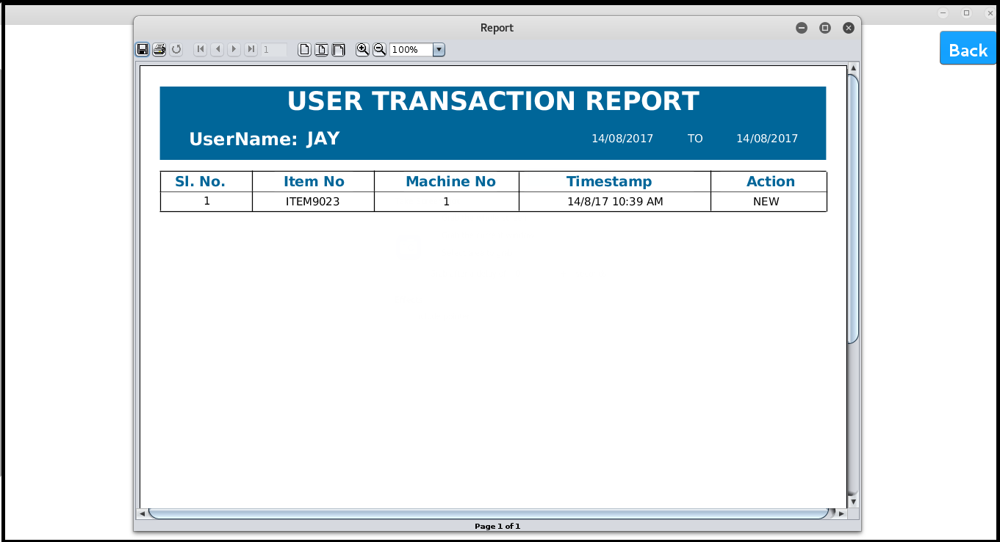 Report
Back
1
100%
USER TRANSACTION REPORT
UserName: JAY 14/08/2017 TO 14/08/2017
Sl. No. Item No Machine No Timestamp Action
1 ITEM9023 1 14/8/17 10:39 AM NEW
Page 1 of 1